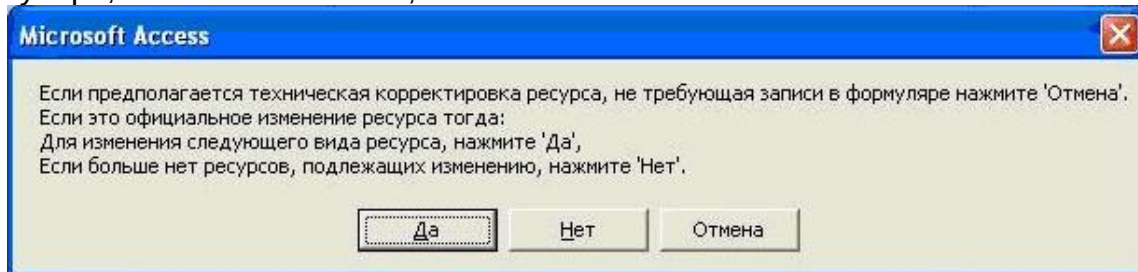 Microsoft Access
Если предполагается техническая корректировка ресурса, не требующая записи в формуляре нажмите 'Отмена'.
Если это официальное изменение ресурса тогда:
Для изменения следующего вида ресурса, нажмите 'Да',
Если больше нет ресурсов, подлежащих изменению, нажмите 'Нет'.
Да
Нет
Отмена